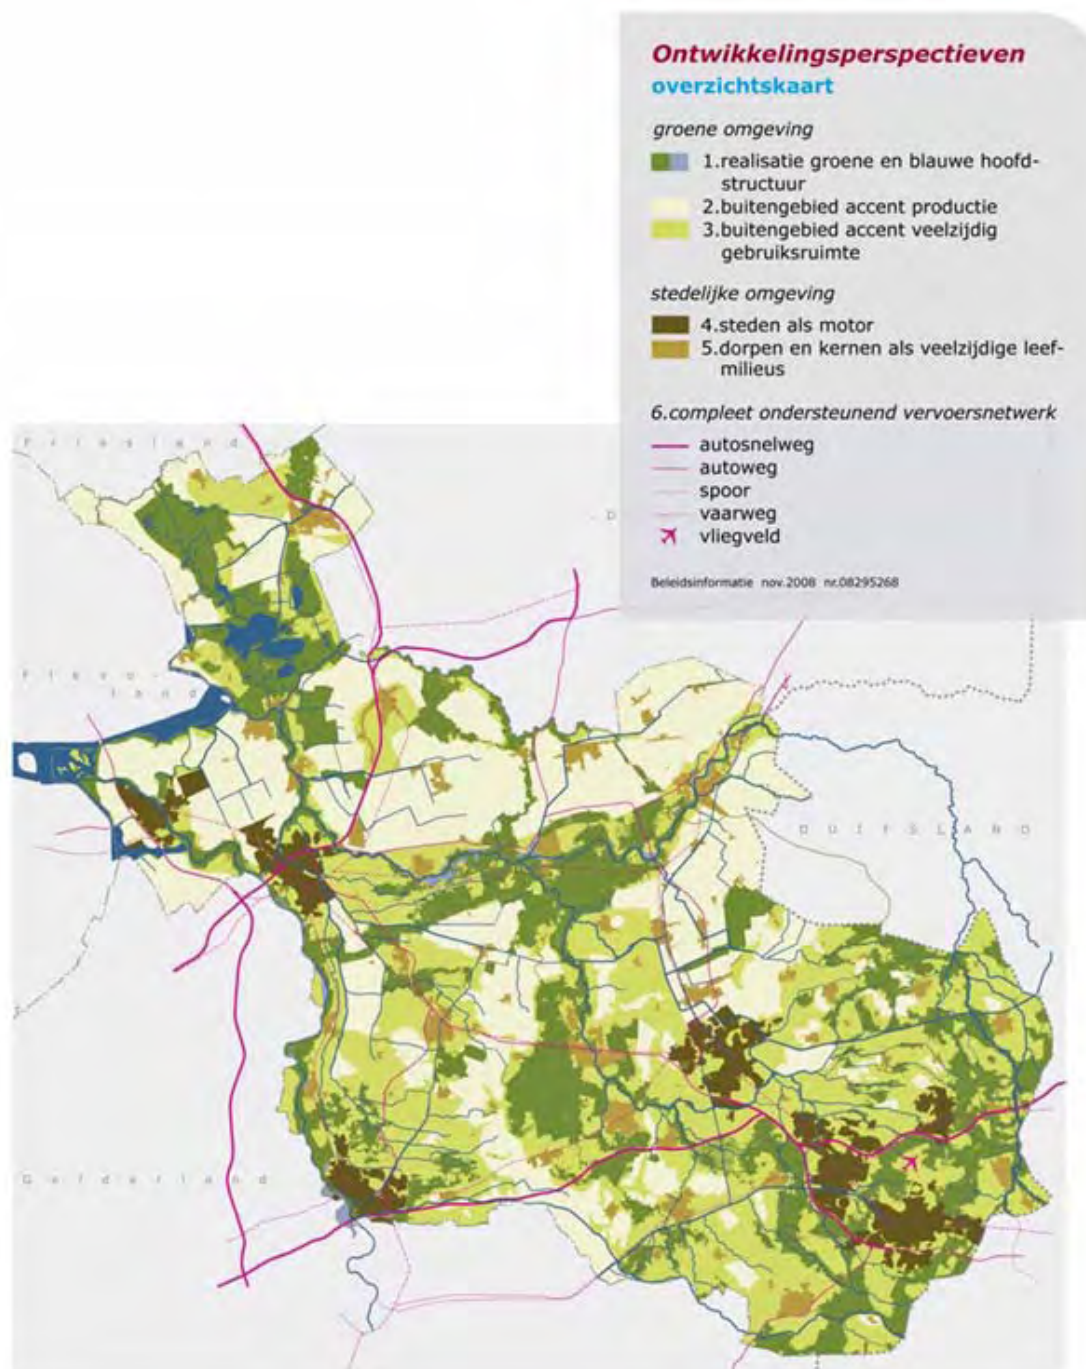 Ontwikkelingsperspectieven
overzichtskaart
groene omgeving
1.realisatie groene en blauwe hoofd-
structuur
2.buitengebied accent productie
3.buitengebied accent veelzijdig
gebruiksruimte
stedelijke omgeving
4.steden als motor
5.dorpen en kernen als veelzijdige leef-
milieus
6.compleet ondersteunend vervoersnetwerk
autosnelweg
autoweg
spoor
vaarweg
vliegveld
Beleidsinformatie nov.2008 nr.08295268
Friesland
D
Flevo-
land
DUITSLAND
Gelderland